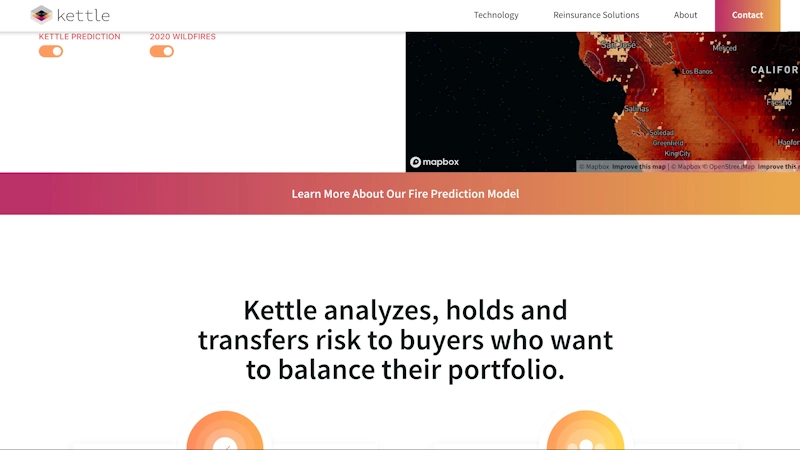 kettle
Technology
Reinsurance Solutions
About
Contact
KETTLE PREDICTION
2020 WILDFIRES
San Jose
Merced
Los Banos
CALIFOR
Fresno
Salinas
Soledad
Greenfield
King City
Hanfor
mapbox
© Mapbox Improve this map | © Mapbox © OpenStreetMap Improve this m
Learn More About Our Fire Prediction Model
Kettle analyzes, holds and
transfers risk to buyers who want
to balance their portfolio.